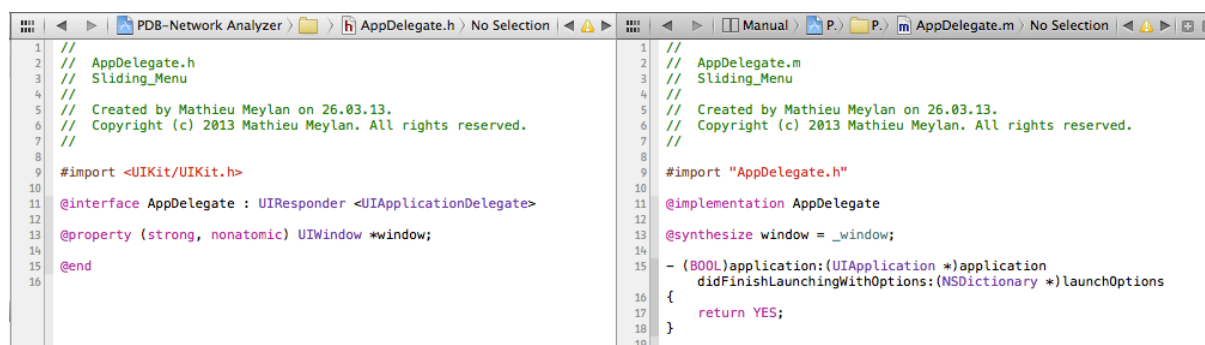 PDB-Network Analyzer AppDelegate.h No Selection
1 //
2 // AppDelegate.h
3 // Sliding_Menu
4 //
5 // Created by Mathieu Meylan on 26.03.13.
6 // Copyright (c) 2013 Mathieu Meylan. All rights reserved.
7 //
8
9 #import <UIKit/UIKit.h>
10
11 @interface AppDelegate : UIResponder <UIApplicationDelegate>
12
13 @property (strong, nonatomic) UIWindow *window;
14
15 @end
16
Manual P. P. AppDelegate.m No Selection
1 //
2 // AppDelegate.m
3 // Sliding_Menu
4 //
5 // Created by Mathieu Meylan on 26.03.13.
6 // Copyright (c) 2013 Mathieu Meylan. All rights reserved.
7 //
8
9 #import "AppDelegate.h"
10
11 @implementation AppDelegate
12
13 @synthesize window = _window;
14
15 - (BOOL)application:(UIApplication *)application
didFinishLaunchingWithOptions:(NSDictionary *)launchOptions
16 {
17 return YES;
18 }
19